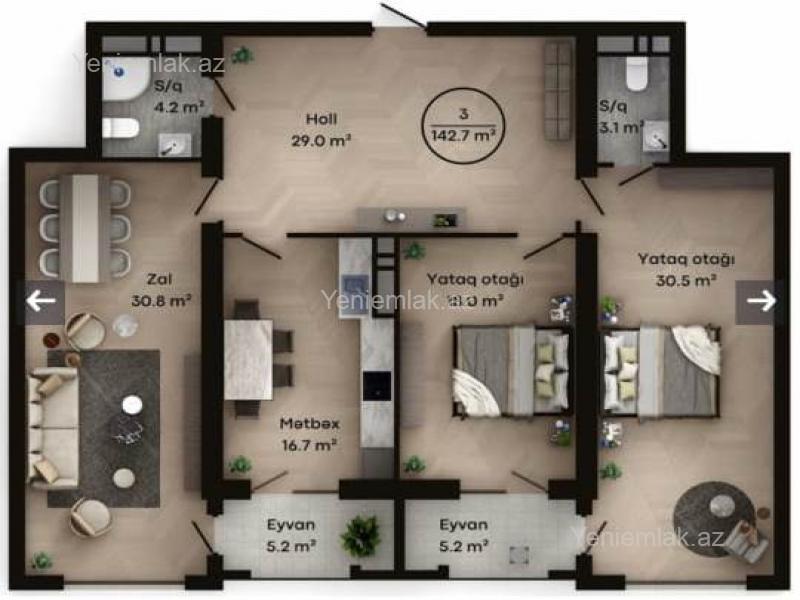 Yeniemlak.az
S/q
4.2 m²
Holl
29.0 m²
3
142.7 m²
S/q
3.1 m²
Zal
30.8 m²
Yataq otağı
Yeniemlak.az
Yataq otağı
30.5 m²
Mətbəx
16.7 m²
Eyvan
5.2 m²
Eyvan
5.2 m²
Yeniemlak.az